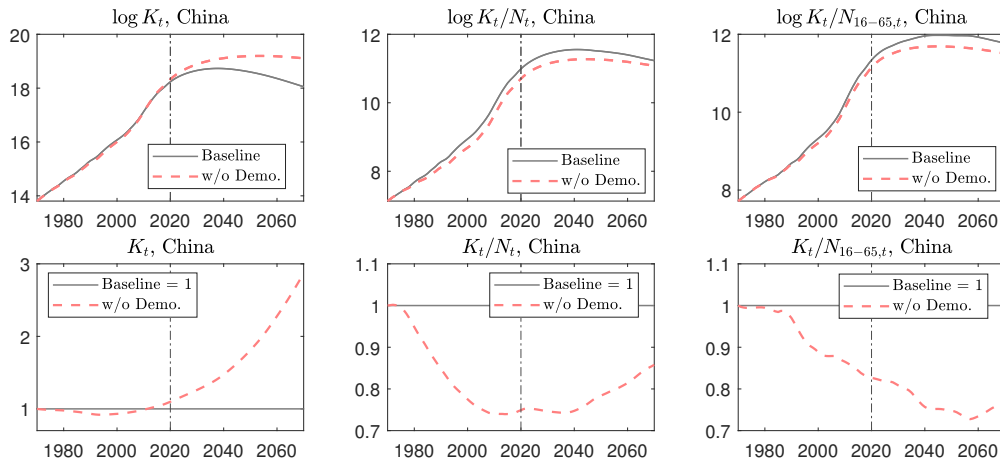 log K_t, China
20
18
16
14
1980 2000 2020 2040 2060
Baseline
w/o Demo.
log K_t/N_t, China
12
10
8
1980 2000 2020 2040 2060
Baseline
w/o Demo.
log K_t/N_{16−65,t}, China
12
10
8
1980 2000 2020 2040 2060
Baseline
w/o Demo.
K_t, China
3
2
1
1980 2000 2020 2040 2060
Baseline = 1
w/o Demo.
K_t/N_t, China
1.1
1
0.9
0.8
0.7
1980 2000 2020 2040 2060
Baseline = 1
w/o Demo.
K_t/N_{16−65,t}, China
1.1
1
0.9
0.8
0.7
1980 2000 2020 2040 2060
Baseline = 1
w/o Demo.